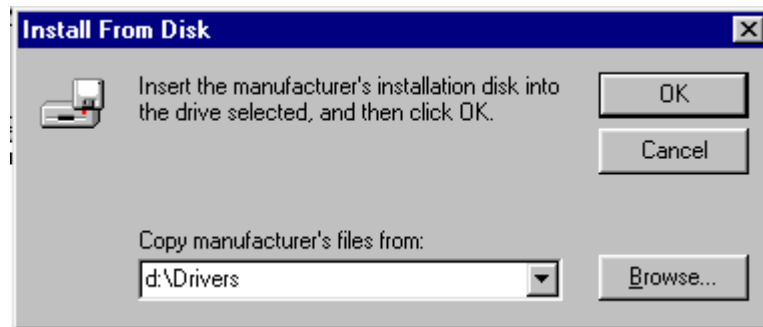 Install From Disk
Insert the manufacturer's installation disk into
the drive selected, and then click OK.
OK
Cancel
Copy manufacturer's files from:
d:\Drivers
Browse...